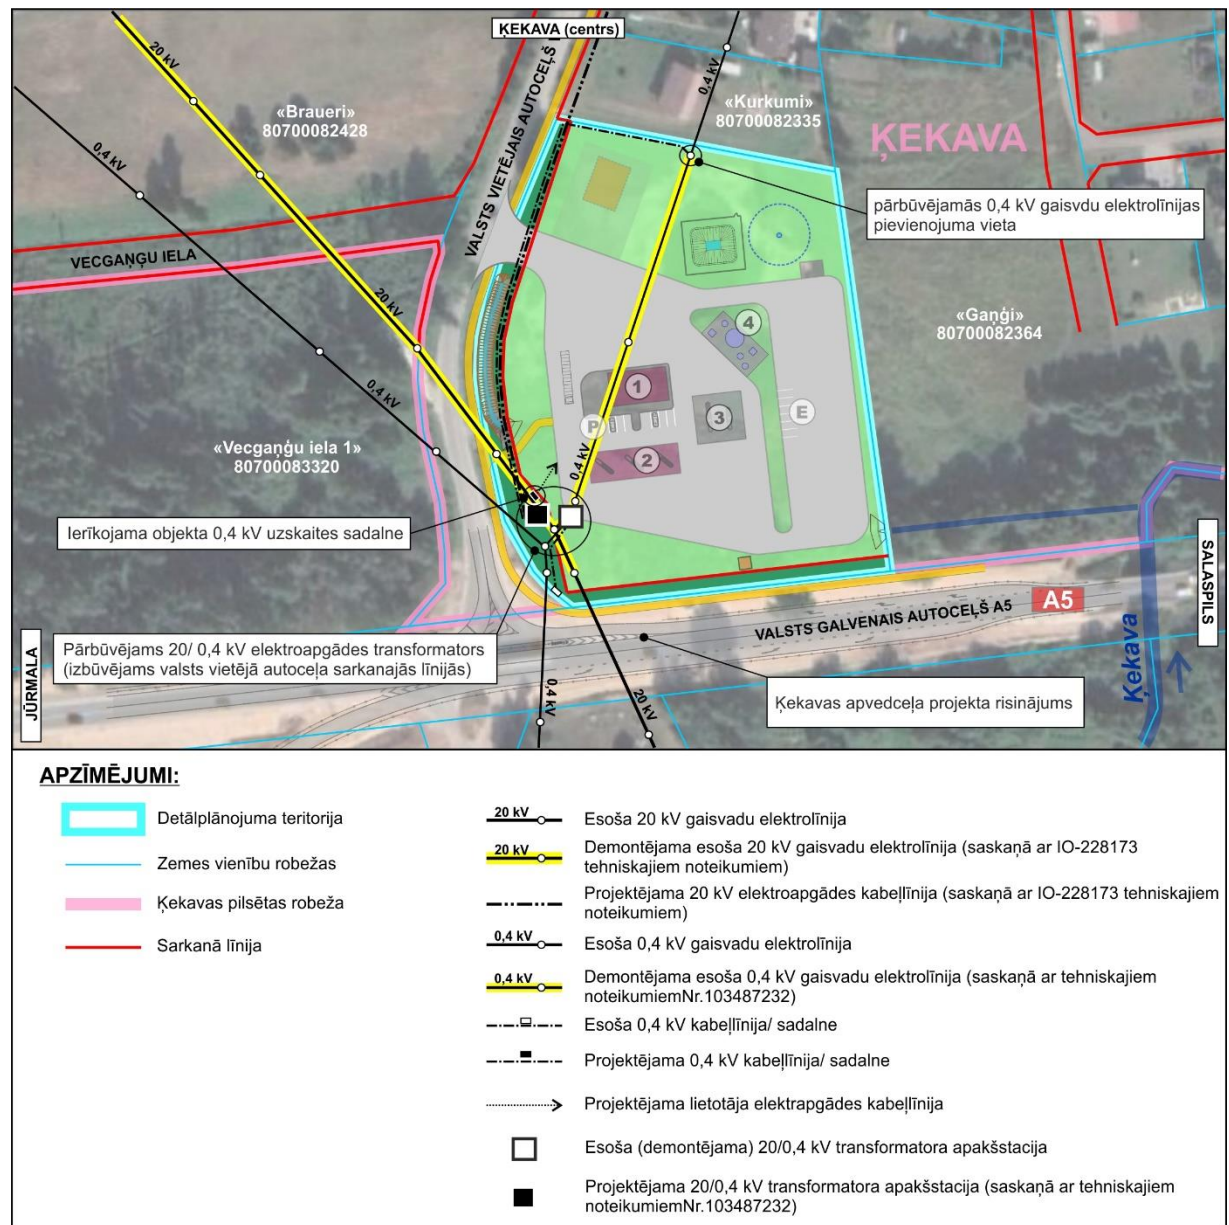 ĶEKAVA (centrs)
20 kV
0,4 kV
«Braueri»
80700082428
«Kurkumi»
80700082335
ĶEKAVA
0,4 kV
VALSTS VIETĒJAIS AUTOCEĻŠ
pārbūvējamās 0,4 kV gaisvdu elektrolīnijas
pievienojuma vieta
VECGAŅĢU IELA
20 kV
«Gaņģi»
80700082364
4
0,4 kV
1
3
E
P
2
«Vecgaņģu iela 1»
80700083320
0,4 kV
Ierīkojama objekta 0,4 kV uzskaites sadalne
SALASPILS
A5
VALSTS GALVENAIS AUTOCEĻŠ A5
Pārbūvējams 20/ 0,4 kV elektroapgādes transformators
(izbūvējams valsts vietējā autoceļa sarkanajās līnijās)
Ķekava
JŪRMALA
0,4 kV
20 kV
Ķekavas apvedceļa projekta risinājums
APZĪMĒJUMI:
Detālplānojuma teritorija
Zemes vienību robežas
Ķekavas pilsētas robeža
Sarkanā līnija
20 kV
Esoša 20 kV gaisvadu elektrolīnija
20 kV
Demontējama esoša 20 kV gaisvadu elektrolīnija (saskaņā ar IO-228173
tehniskajiem noteikumiem)
Projektējama 20 kV elektroapgādes kabeļlīnija (saskaņā ar IO-228173 tehniskajiem
noteikumiem)
0,4 kV
Esoša 0,4 kV gaisvadu elektrolīnija
0,4 kV
Demontējama esoša 0,4 kV gaisvadu elektrolīnija (saskaņā ar tehniskajiem
noteikumiemNr.103487232)
Esoša 0,4 kV kabeļlīnija/ sadalne
Projektējama 0,4 kV kabeļlīnija/ sadalne
Projektējama lietotāja elektrapgādes kabeļlīnija
Esoša (demontējama) 20/0,4 kV transformatora apakšstacija
Projektējama 20/0,4 kV transformatora apakšstacija (saskaņā ar tehniskajiem
noteikumiemNr.103487232)